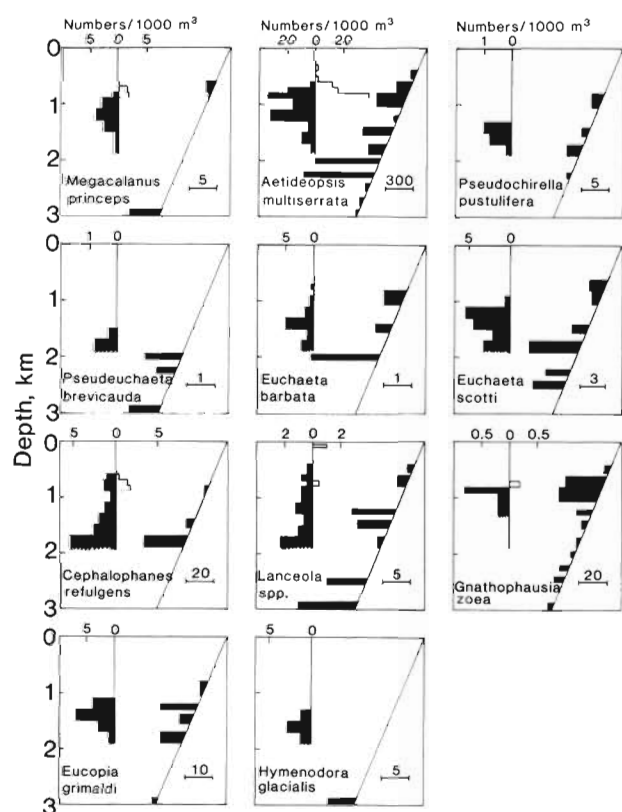 Numbers/1000 m³ Numbers/1000 m³ Numbers/1000 m³
5 0 5 20 0 20 1 0
0
1
2
3
Megacalanus princeps 5
Aetideopsis multiserrata 300
Pseudochirella pustulifera 5
1 0 5 0 5 0
0
1
2
3
Pseudeuchaeta brevicauda 1
Euchaeta barbata 1
Euchaeta scotti 3
Depth, km
5 0 5 2 0 2 0.5 0 0.5
0
1
2
3
Cephalophanes refulgens 20
Lanceola spp. 5
Gnathophausia zoea 20
5 0 5 0
0
1
2
3
Eucopia grimaldi 10
Hymenodora glacialis 5